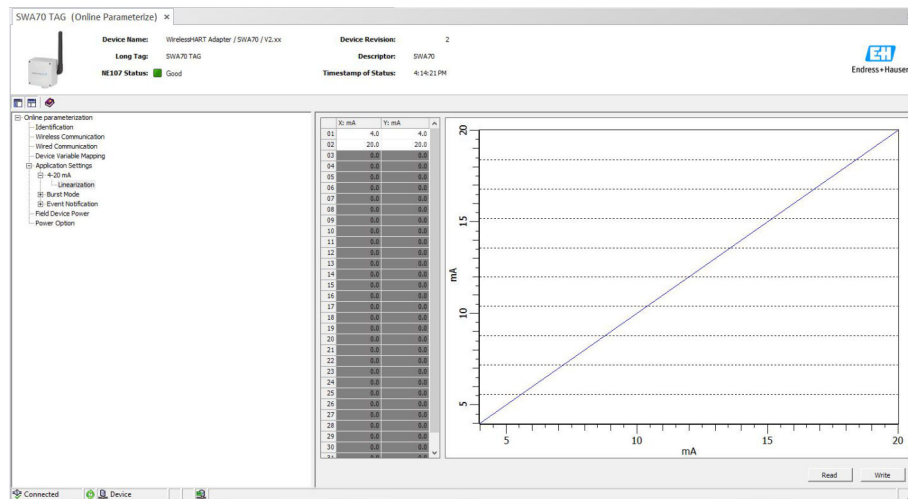 SWA70 TAG (Online Parameterize) ×
Device Name: WirelessHART Adapter / SWA70 / V2.xx Device Revision: 2
Long Tag: SWA70 TAG Descriptor: SWA70
NE107 Status: Good Timestamp of Status: 4:14:21 PM
EH
Endress+Hauser
Online parameterization
Identification
Wireless Communication
Wired Communication
Device Variable Mapping
Application Settings
4-20 mA
Linearization
Burst Mode
Event Notification
Field Device Power
Power Option
X: mA Y: mA
01 4.0 4.0
02 20.0 20.0
03 0.0 0.0
04 0.0 0.0
05 0.0 0.0
06 0.0 0.0
07 0.0 0.0
08 0.0 0.0
09 0.0 0.0
10 0.0 0.0
11 0.0 0.0
12 0.0 0.0
13 0.0 0.0
14 0.0 0.0
15 0.0 0.0
16 0.0 0.0
17 0.0 0.0
18 0.0 0.0
19 0.0 0.0
20 0.0 0.0
21 0.0 0.0
22 0.0 0.0
23 0.0 0.0
24 0.0 0.0
25 0.0 0.0
26 0.0 0.0
27 0.0 0.0
28 0.0 0.0
29 0.0 0.0
30 0.0 0.0
20
15
mA
10
5
5 10 15 20
mA
Read Write
Connected Device